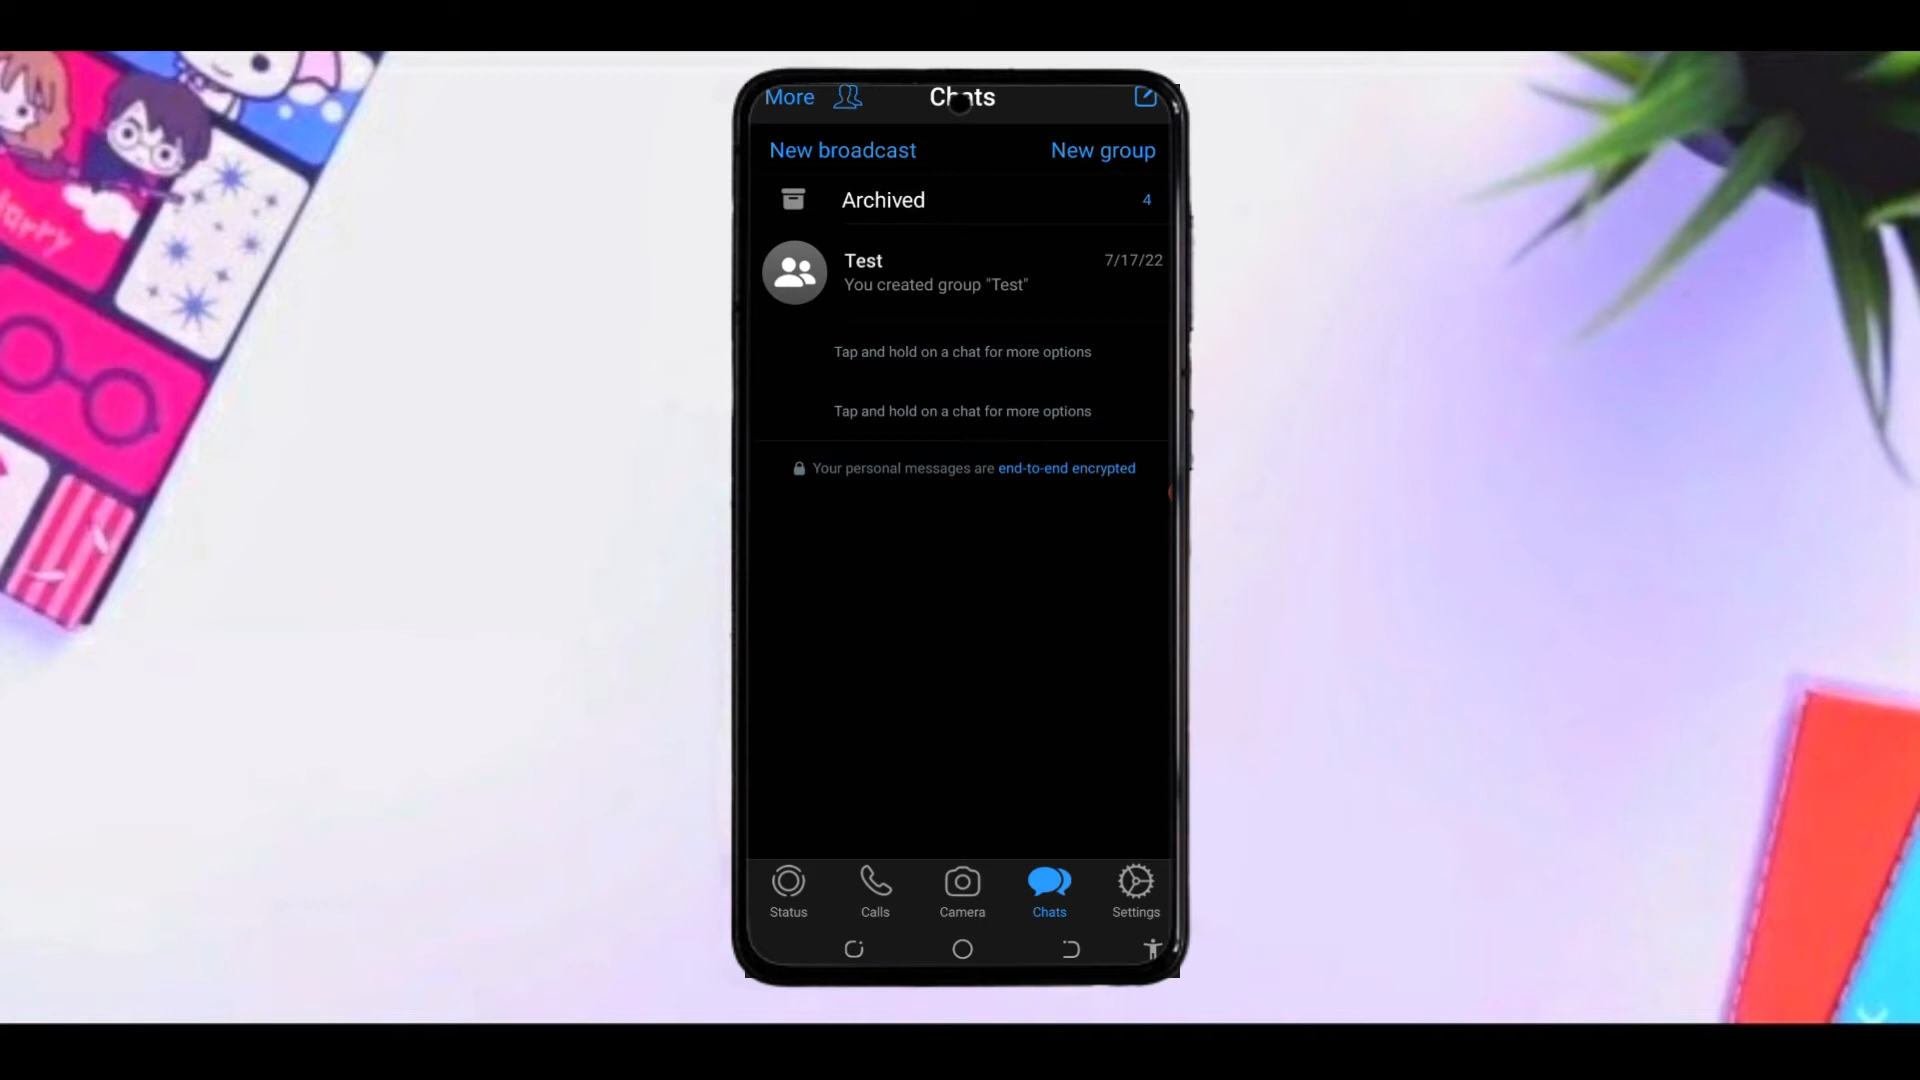 Happy
More
Chats
New broadcast New group
Archived 4
Test 7/17/22
You created group "Test"
Tap and hold on a chat for more options
Tap and hold on a chat for more options
Your personal messages are end-to-end encrypted
Status Calls Camera Chats Settings